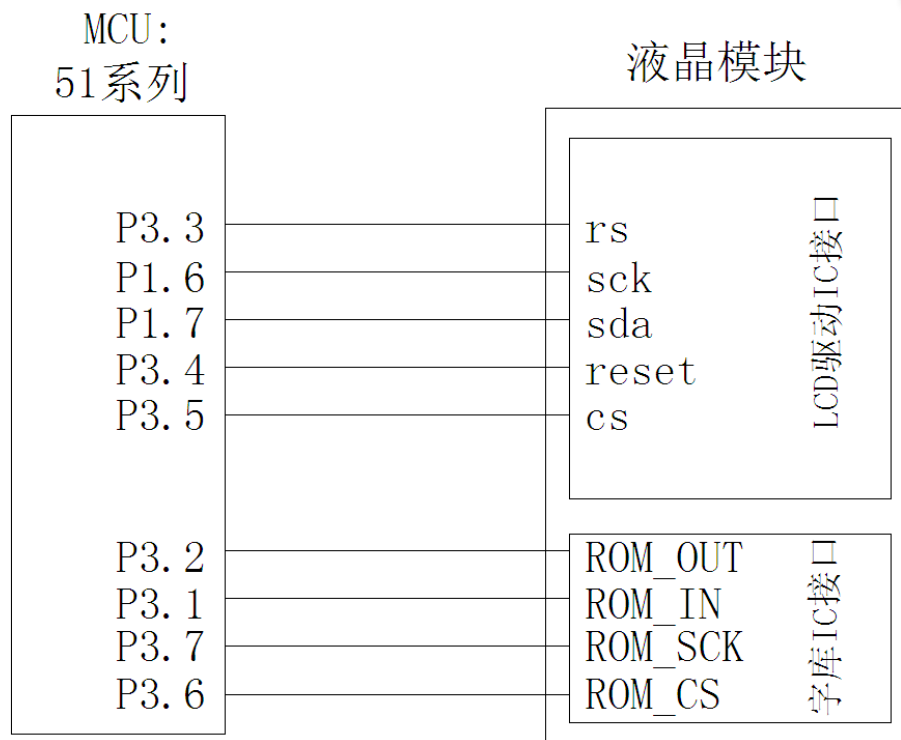 MCU:
51系列
液晶模块
P3.3
rs
P1.6
sck
P1.7
sda
P3.4
reset
P3.5
cs
LCD驱动IC接口
P3.2
ROM_OUT
P3.1
ROM_IN
P3.7
ROM_SCK
P3.6
ROM_CS
字库IC接口